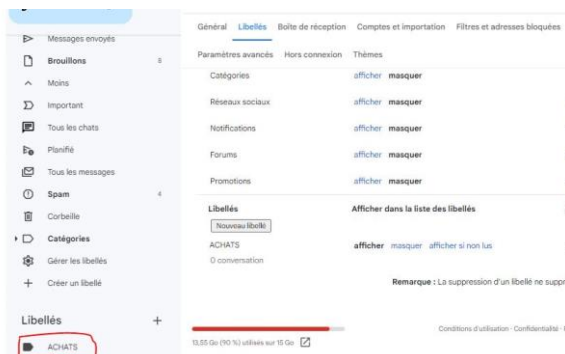 Messages envoyés
Brouillons 8
Moins
Important
Tous les chats
Planifié
Tous les messages
Spam 4
Corbeille
Catégories
Gérer les libellés
Créer un libellé
Libellés +
ACHATS
Général Libellés Boîte de réception Comptes et importation Filtres et adresses bloquées
Paramètres avancés Hors connexion Thèmes
Catégories afficher masquer
Réseaux sociaux afficher masquer
Notifications afficher masquer
Forums afficher masquer
Promotions afficher masquer
Libellés Afficher dans la liste des libellés
Nouveau libellé
ACHATS afficher masquer afficher si non lus
0 conversation
Remarque : La suppression d'un libellé ne
Conditions d'utilisation · Confidentialité ·
13,55 Go (90 %) utilisés sur 15 Go